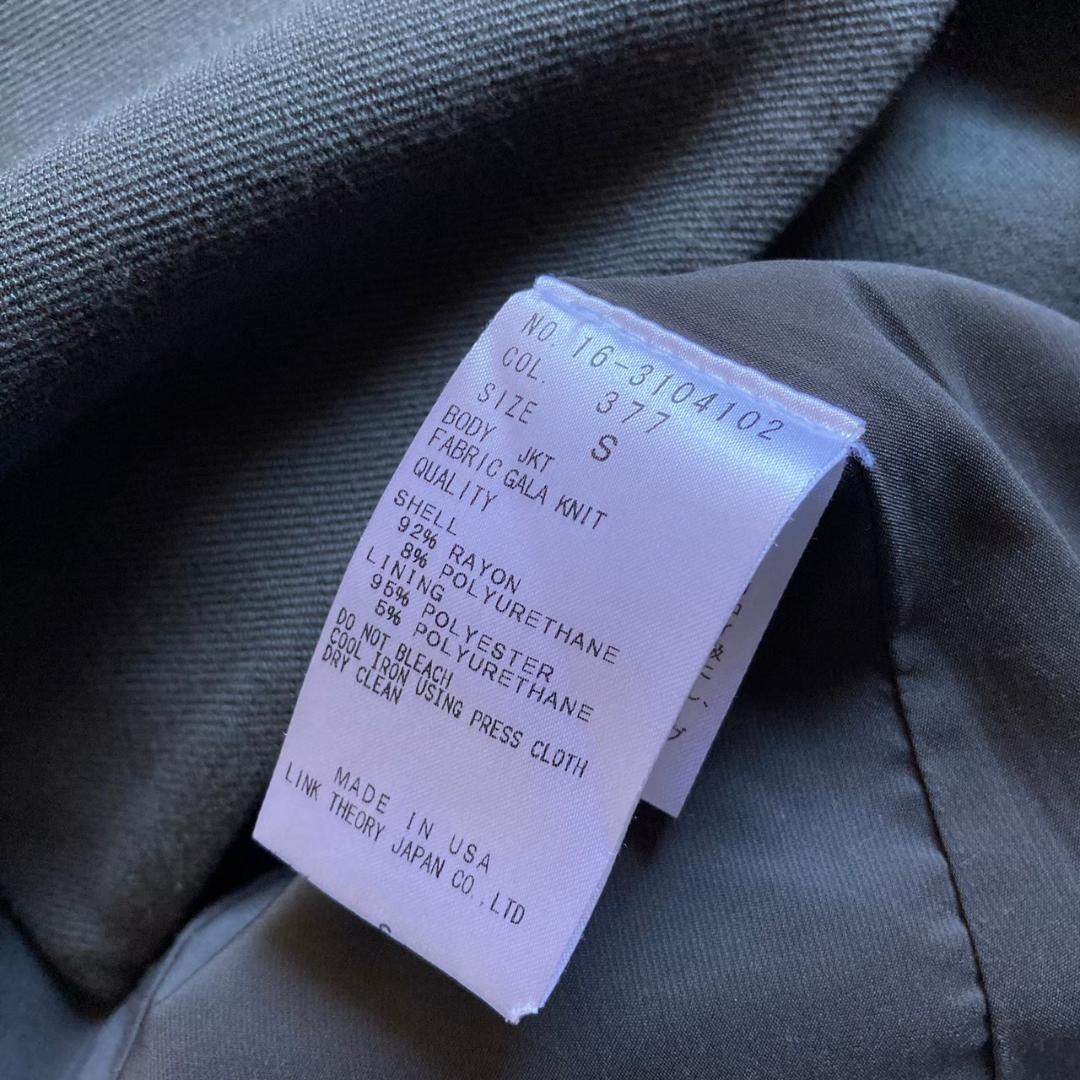 NO. 16-3104102
COL. 377
SIZE S
BODY JKT
FABRIC GALA KNIT
QUALITY
SHELL
92% RAYON
8% POLYURETHANE
LINING
95% POLYESTER
5% POLYURETHANE
DO NOT BLEACH
COOL IRON USING PRESS CLOTH
DRY CLEAN
MADE IN USA
LINK THEORY JAPAN CO.,LTD